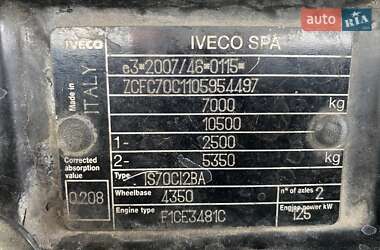 auto RIA
IVECO IVECO SPA
e3*2007/46*0115*
ZCFC70C1105954497
7000 kg
10500
1- 2500
2- 5350 kg
Made in ITALY
Corrected absorption value
0.208
Type IS70CI2BA
Wheelbase 4350 n° of axles 2
Engine type F1CE3481C Engine power kW 125